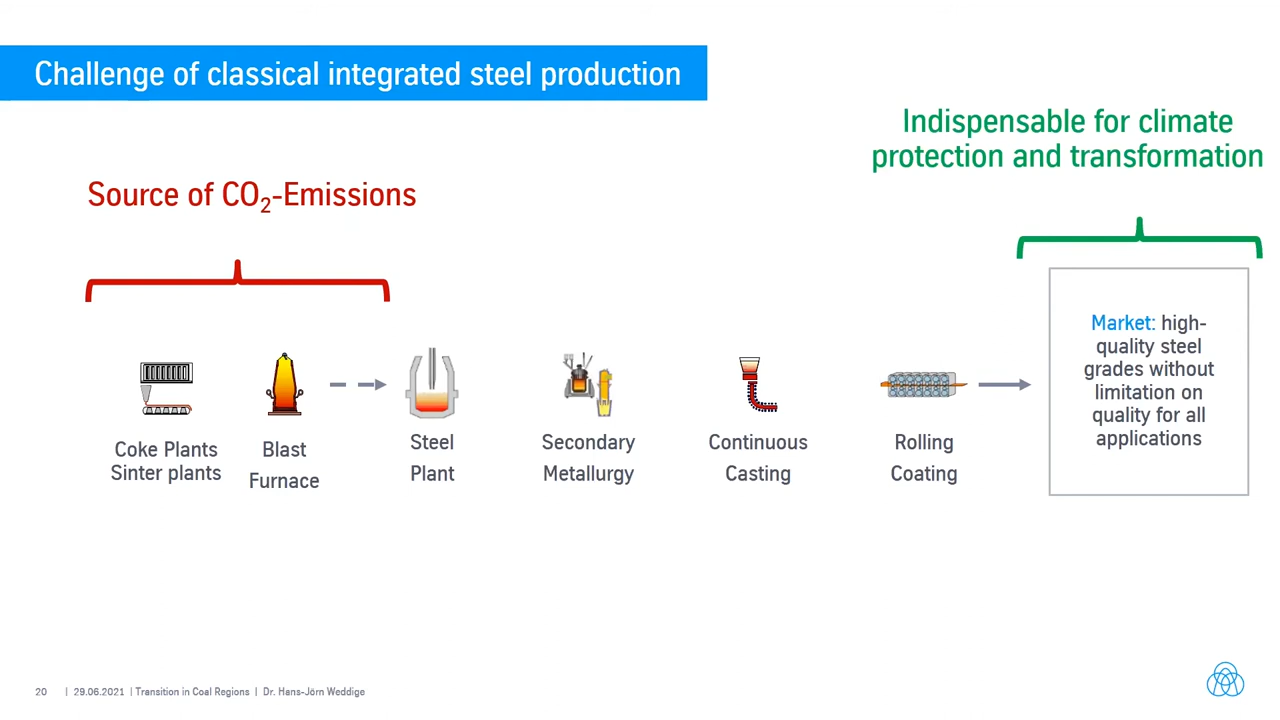 Challenge of classical integrated steel production
Indispensable for climate
protection and transformation
Source of CO₂-Emissions
Coke Plants
Sinter plants
Blast
Furnace
Steel
Plant
Secondary
Metallurgy
Continuous
Casting
Rolling
Coating
Market: high-
quality steel
grades without
limitation on
quality for all
applications
20 | 29.06.2021 | Transition in Coal Regions | Dr. Hans-Jörn Weddige